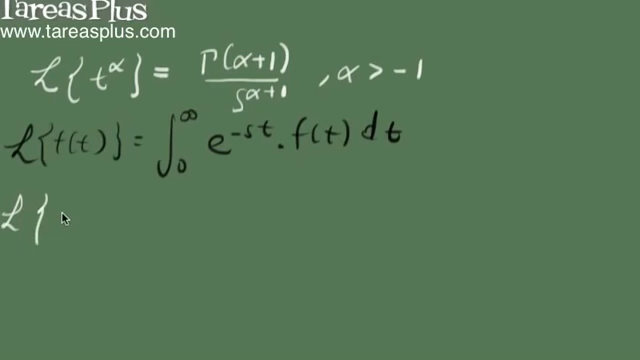 TareasPlus
www.tareasplus.com
ℒ{t^α} = Γ(α+1)/s^(α+1) , α > -1
ℒ{f(t)} = ∫₀^∞ e^(-st) . f(t) dt
ℒ{